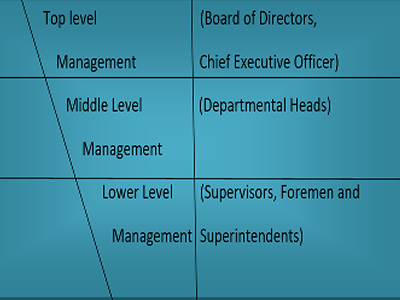 Top level (Board of Directors,
Management Chief Executive Officer)
Middle Level (Departmental Heads)
Management
Lower Level (Supervisors, Foremen and
Management Superintendents)